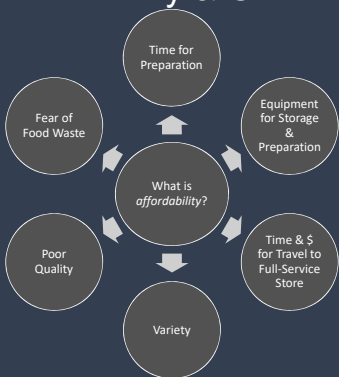 Time for
Preparation
Fear of
Food Waste
Equipment
for Storage
&
Preparation
What is
affordability?
Poor
Quality
Time & $
for Travel to
Full-Service
Store
Variety